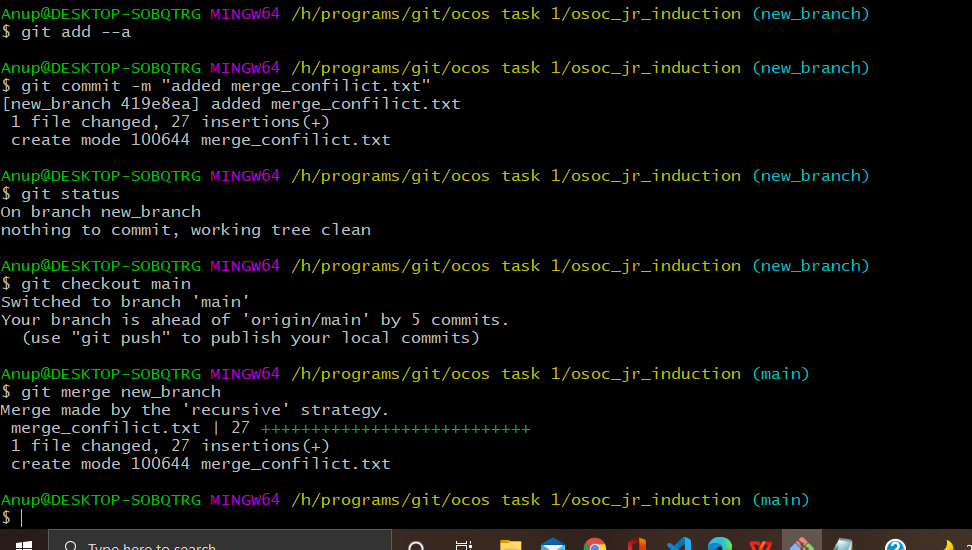 Anup@DESKTOP-SOBQTRG MINGW64 /h/programs/git/ocos task 1/osoc_jr_induction (new_branch)
$ git add --a
Anup@DESKTOP-SOBQTRG MINGW64 /h/programs/git/ocos task 1/osoc_jr_induction (new_branch)
$ git commit -m "added merge_confilict.txt"
[new_branch 419e8ea] added merge_confilict.txt
 1 file changed, 27 insertions(+)
 create mode 100644 merge_confilict.txt
Anup@DESKTOP-SOBQTRG MINGW64 /h/programs/git/ocos task 1/osoc_jr_induction (new_branch)
$ git status
On branch new_branch
nothing to commit, working tree clean
Anup@DESKTOP-SOBQTRG MINGW64 /h/programs/git/ocos task 1/osoc_jr_induction (new_branch)
$ git checkout main
Switched to branch 'main'
Your branch is ahead of 'origin/main' by 5 commits.
  (use "git push" to publish your local commits)
Anup@DESKTOP-SOBQTRG MINGW64 /h/programs/git/ocos task 1/osoc_jr_induction (main)
$ git merge new_branch
Merge made by the 'recursive' strategy.
 merge_confilict.txt | 27 +++++++++++++++++++++++++++
 1 file changed, 27 insertions(+)
 create mode 100644 merge_confilict.txt
Anup@DESKTOP-SOBQTRG MINGW64 /h/programs/git/ocos task 1/osoc_jr_induction (main)
$
Type here to search